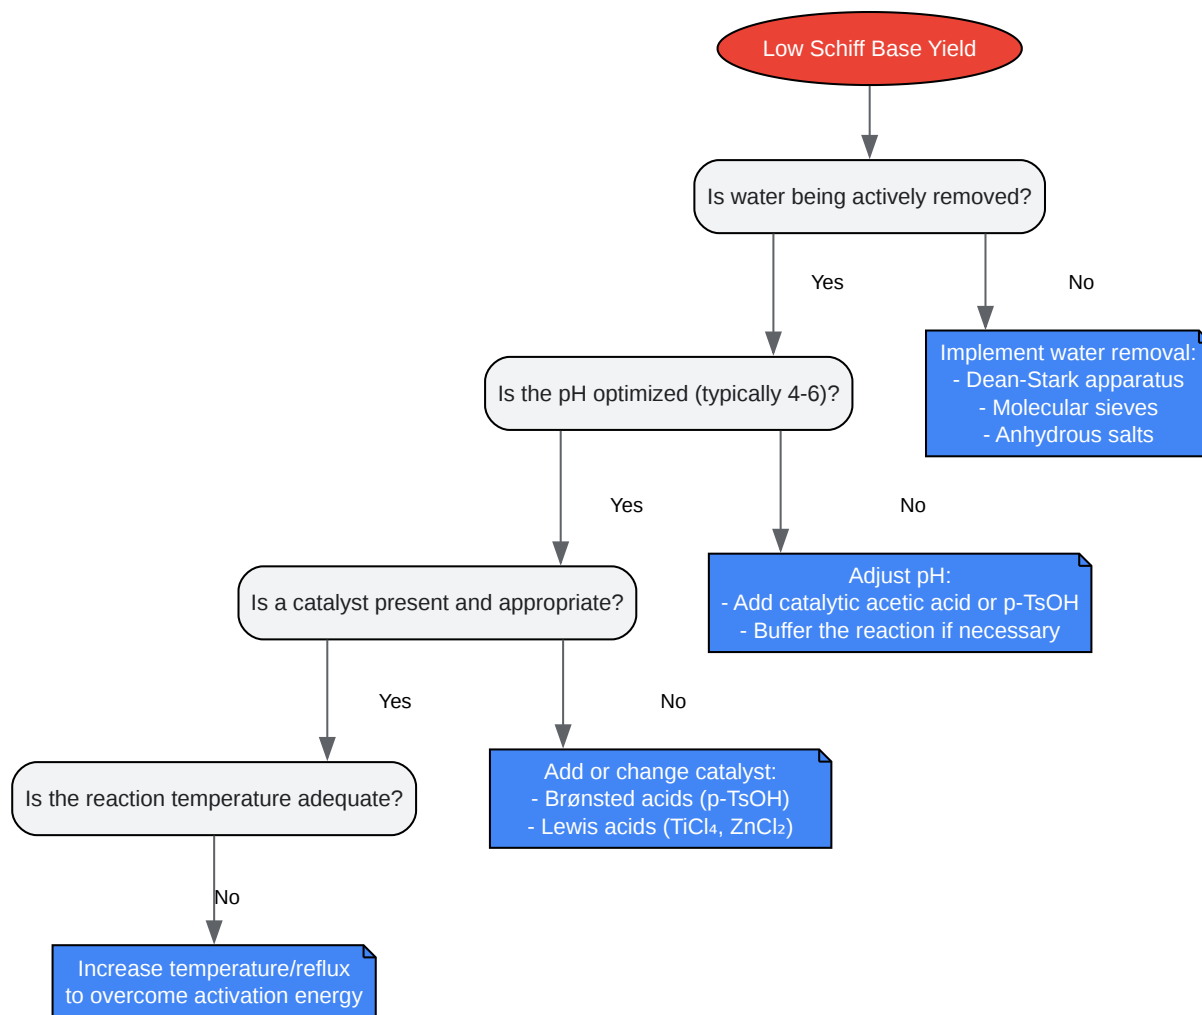 Low Schiff Base Yield
Is water being actively removed?
Yes
No
Implement water removal:
- Dean-Stark apparatus
- Molecular sieves
- Anhydrous salts
Is the pH optimized (typically 4-6)?
Yes
No
Adjust pH:
- Add catalytic acetic acid or p-TsOH
- Buffer the reaction if necessary
Is a catalyst present and appropriate?
Yes
No
Add or change catalyst:
- Brønsted acids (p-TsOH)
- Lewis acids (TiCl₄, ZnCl₂)
Is the reaction temperature adequate?
No
Increase temperature/reflux
to overcome activation energy